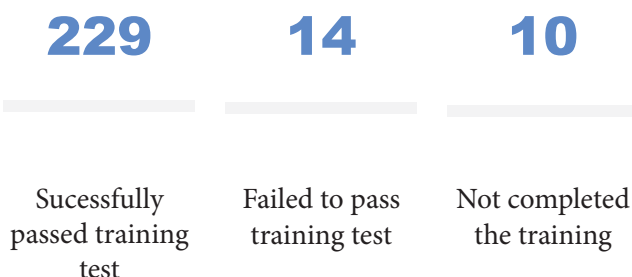 229
Sucessfully
passed training
test
14
Failed to pass
training test
10
Not completed
the training